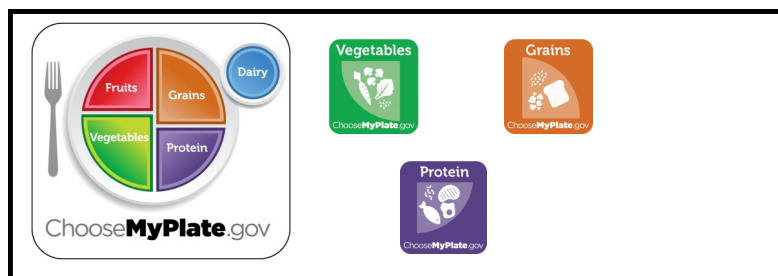 Fruits
Grains
Dairy
Vegetables
Protein
ChooseMyPlate.gov
Vegetables
ChooseMyPlate.gov
Grains
ChooseMyPlate.gov
Protein
ChooseMyPlate.gov